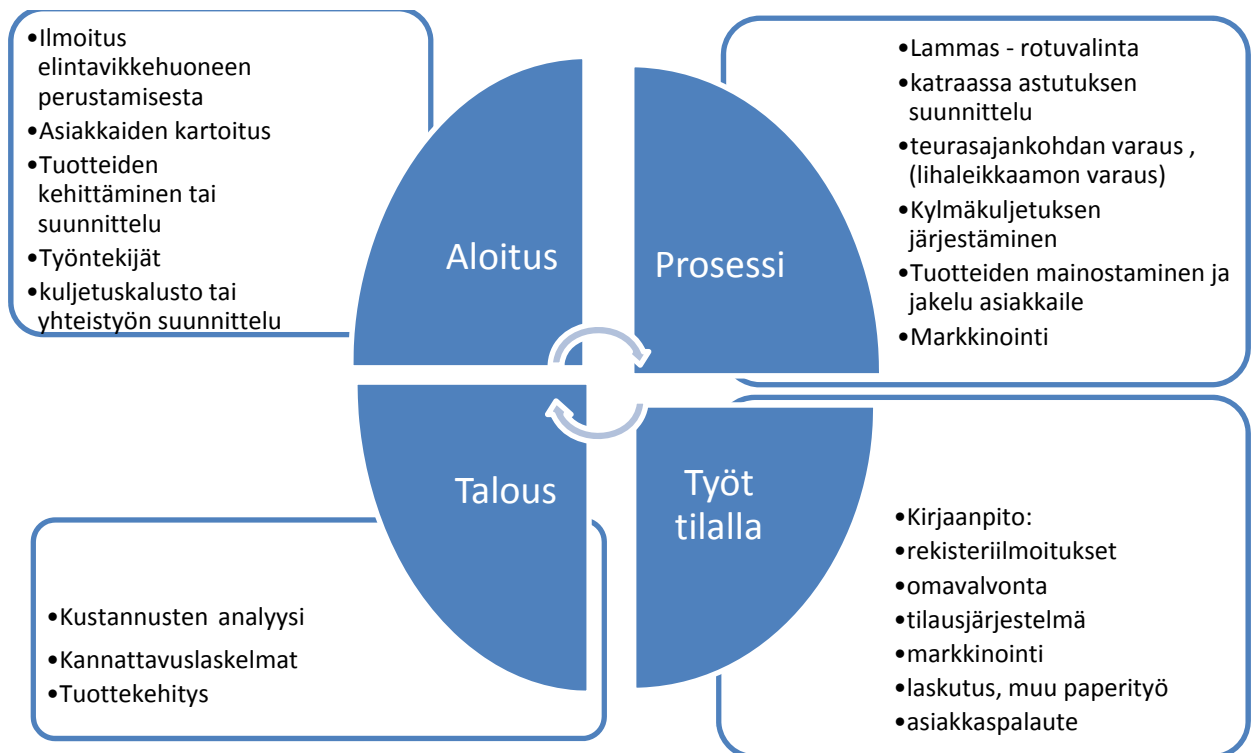 •Ilmoitus
elintavikkehuoneen
perustamisesta
•Asiakkaiden kartoitus
•Tuotteiden
kehittäminen tai
suunnittelu
•Työntekijät
•kuljetuskalusto tai
yhteistyön suunnittelu
Aloitus
Prosessi
•Lammas - rotuvalinta
•katraassa astutuksen
suunnittelu
•teurasajankohdan varaus ,
(lihaleikkaamon varaus)
•Kylmäkuljetuksen
järjestäminen
•Tuotteiden mainostaminen ja
jakelu asiakkaile
•Markkinointi
Talous
Työt
tilalla
•Kustannusten analyysi
•Kannattavuslaskelmat
•Tuottekehitys
•Kirjaanpito:
•rekisteriilmoitukset
•omavalvonta
•tilausjärjestelmä
•markkinointi
•laskutus, muu paperityö
•asiakkaspalaute